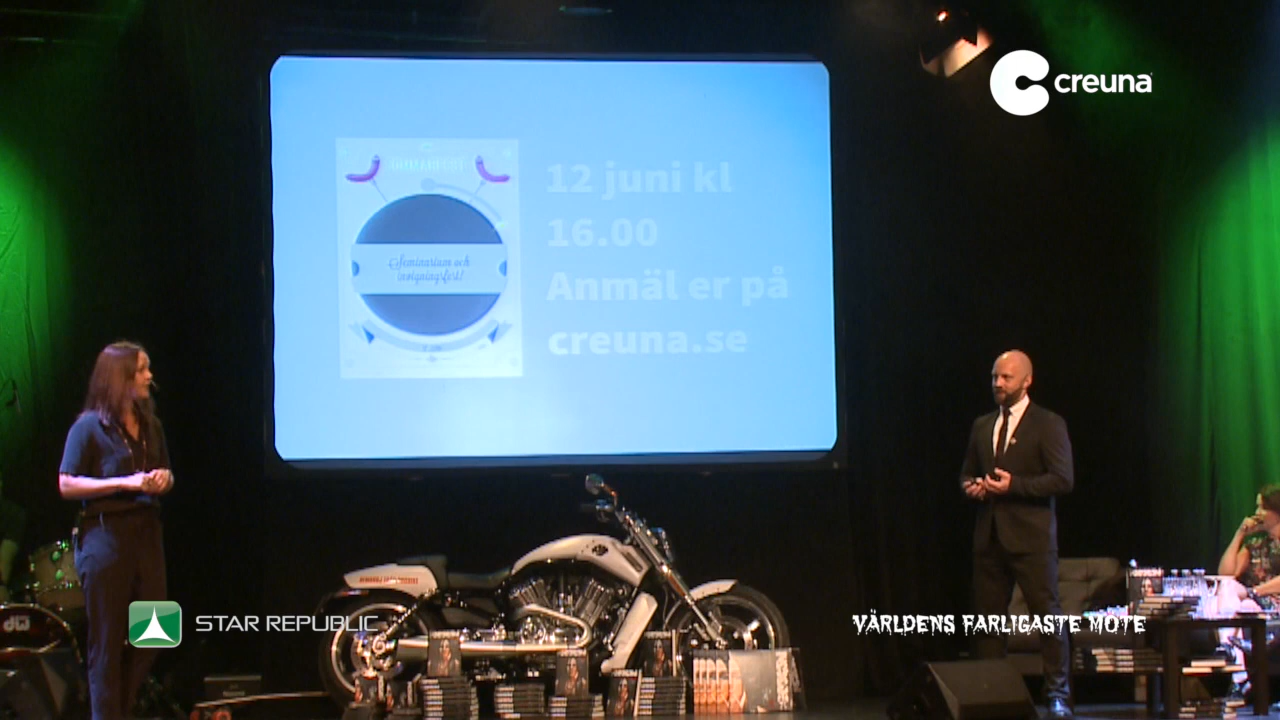 creuna
12 juni kl
16.00
Anmäl er på
creuna.se
Seminarium och
invigningsfest!
STAR REPUBLIC
VÄRLDENS FARLIGASTE MÖTE